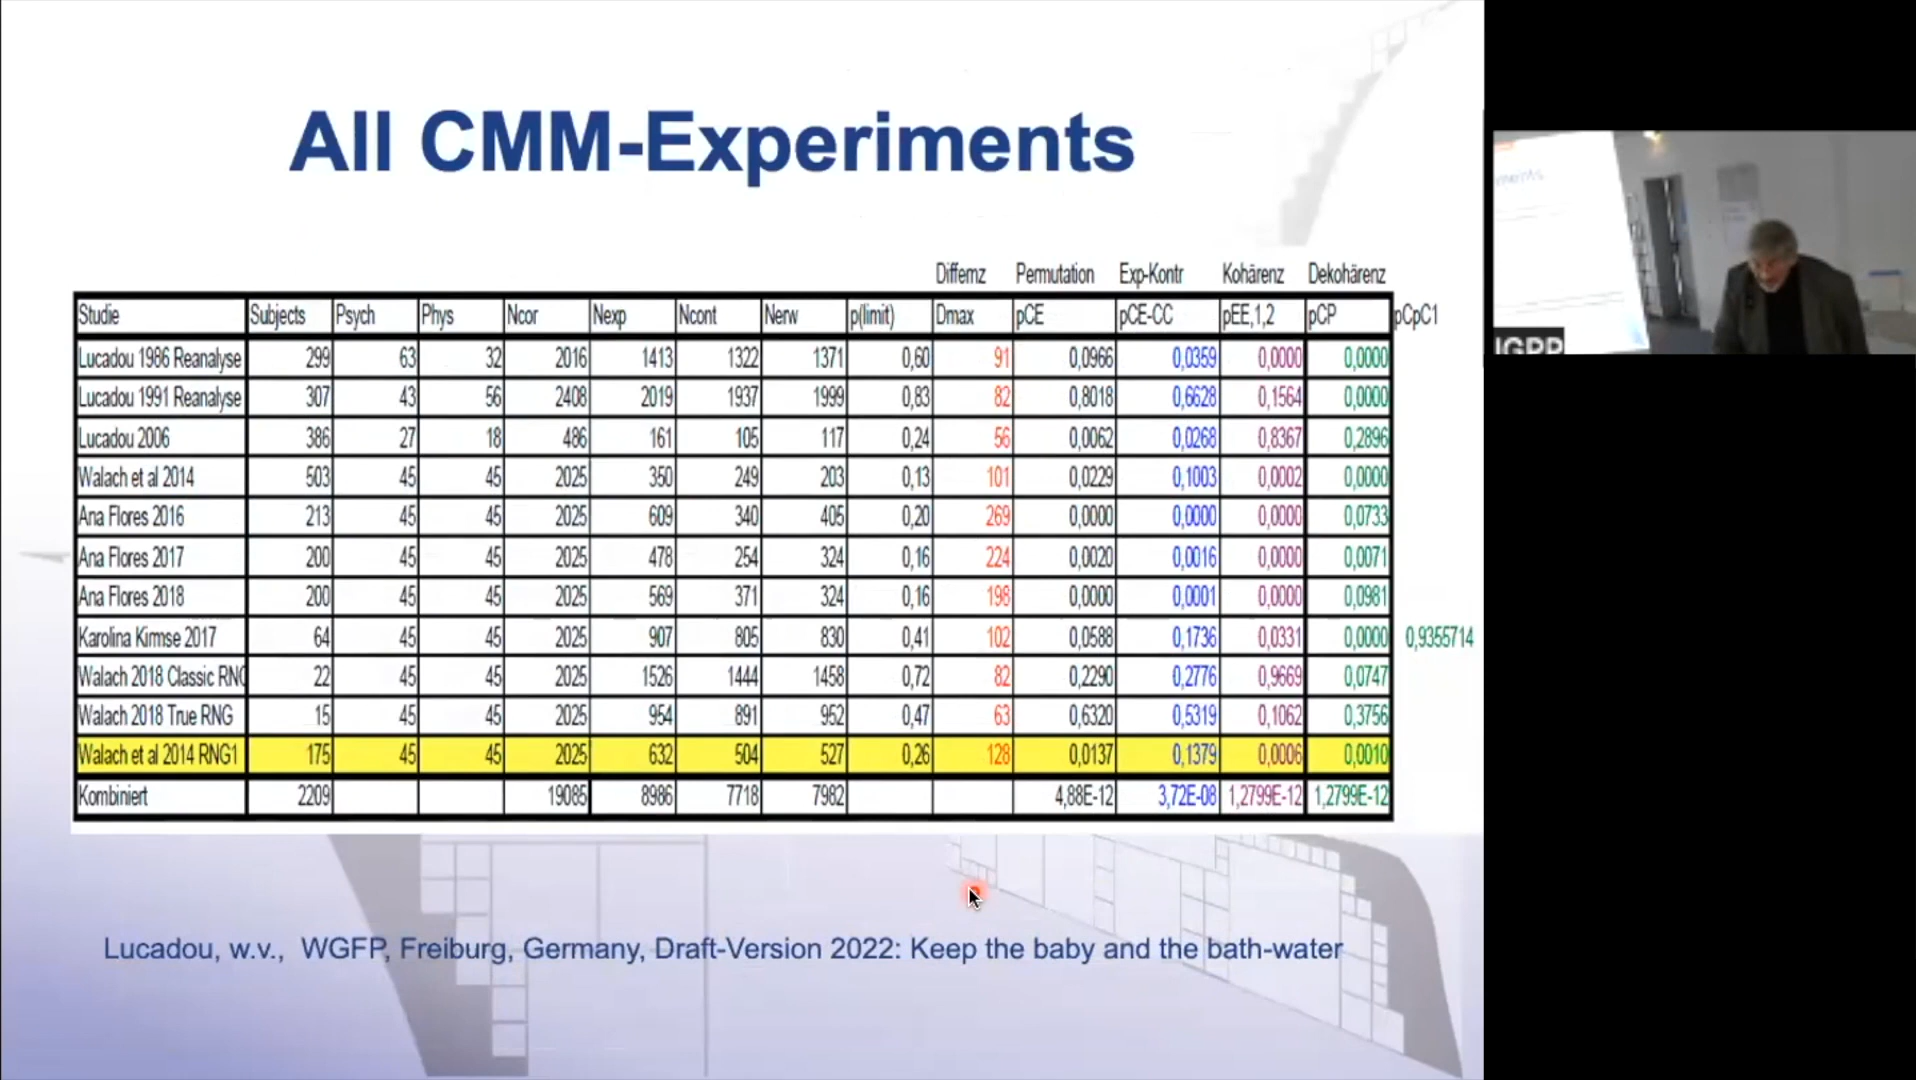 All CMM-Experiments
Differnz Permutation Exp-Kontr Kohärenz Dekohärenz
Studie Subjects Psych Phys Ncor Nexp Ncont Nerw p(limit) Dmax pCE pCE-CC pEE,1,2 pCP pCpC1
Lucadou 1986 Reanalyse 299 63 32 2016 1413 1322 1371 0,60 91 0,0966 0,0359 0,0000 0,0000
Lucadou 1991 Reanalyse 307 43 56 2408 2019 1937 1999 0,83 82 0,8018 0,6628 0,1564 0,0000
Lucadou 2006 386 27 18 486 161 105 117 0,24 56 0,0062 0,0268 0,8367 0,2896
Walach et al 2014 503 45 45 2025 350 249 203 0,13 101 0,0229 0,1003 0,0002 0,0000
Ana Flores 2016 213 45 45 2025 609 340 405 0,20 269 0,0000 0,0000 0,0000 0,0733
Ana Flores 2017 200 45 45 2025 478 254 324 0,16 224 0,0020 0,0016 0,0000 0,0071
Ana Flores 2018 200 45 45 2025 569 371 324 0,16 198 0,0000 0,0001 0,0000 0,0981
Karolina Kirmse 2017 64 45 45 2025 907 805 830 0,41 102 0,0588 0,1736 0,0331 0,0000 0,9355714
Walach 2018 Classic RNG 22 45 45 2025 1526 1444 1458 0,72 82 0,2290 0,2776 0,9669 0,0747
Walach 2018 True RNG 15 45 45 2025 954 891 952 0,47 63 0,6320 0,5319 0,1062 0,3756
Walach et al 2014 RNG1 175 45 45 2025 632 504 527 0,26 128 0,0137 0,1379 0,0006 0,0010
Kombiniert 2209 19085 8986 7718 7982 4,88E-12 3,72E-08 1,2799E-12 1,2799E-12
Lucadou, w.v., WGFP, Freiburg, Germany, Draft-Version 2022: Keep the baby and the bath-water
ments
IGPP